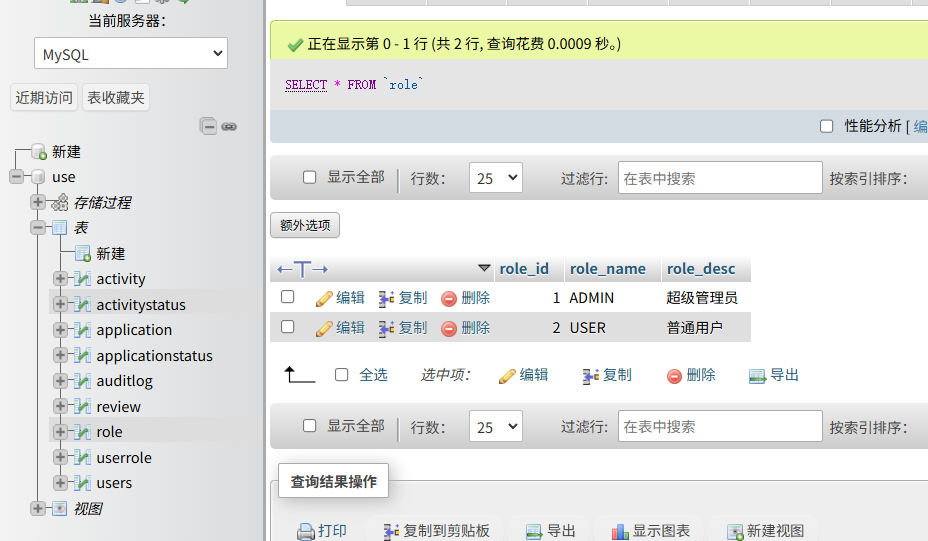 当前服务器：
MySQL
近期访问 表收藏夹
新建
use
存储过程
表
新建
activity
activitystatus
application
applicationstatus
auditlog
review
role
userrole
users
视图
正在显示第 0 - 1 行 (共 2 行, 查询花费 0.0009 秒。)
SELECT * FROM `role`
性能分析 [ 编
显示全部 行数： 25 过滤行: 在表中搜索 按索引排序：
额外选项
role_id role_name role_desc
编辑 复制 删除 1 ADMIN 超级管理员
编辑 复制 删除 2 USER 普通用户
全选 选中项： 编辑 复制 删除 导出
显示全部 行数： 25 过滤行: 在表中搜索 按索引排序：
查询结果操作
打印 复制到剪贴板 导出 显示图表 新建视图